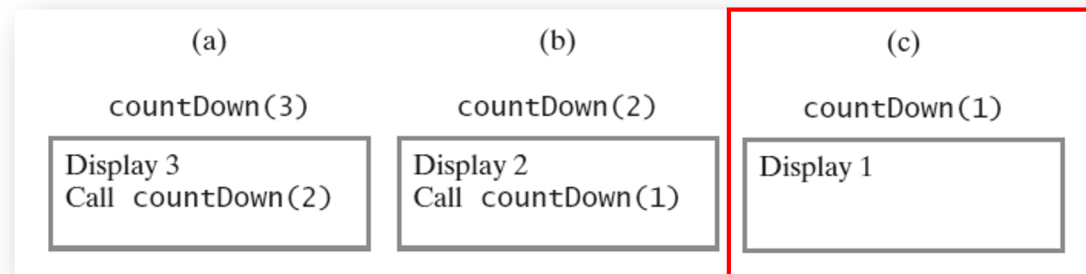 (a)
countDown(3)
Display 3
Call countDown(2)
(b)
countDown(2)
Display 2
Call countDown(1)
(c)
countDown(1)
Display 1